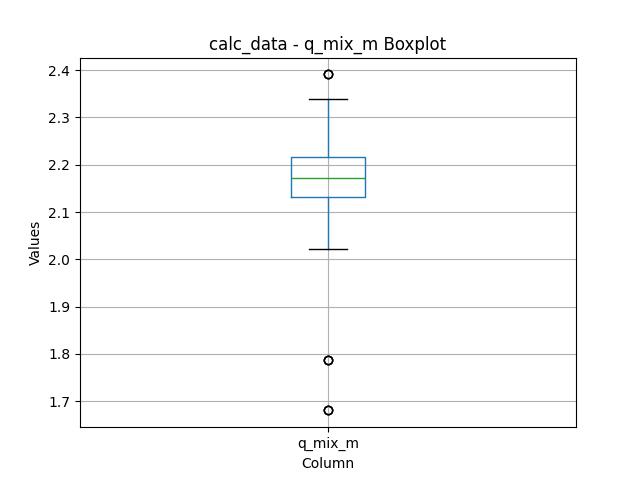 calc_data - q_mix_m Boxplot
2.4
2.3
2.2
2.1
2.0
1.9
1.8
1.7
Values
q_mix_m
Column